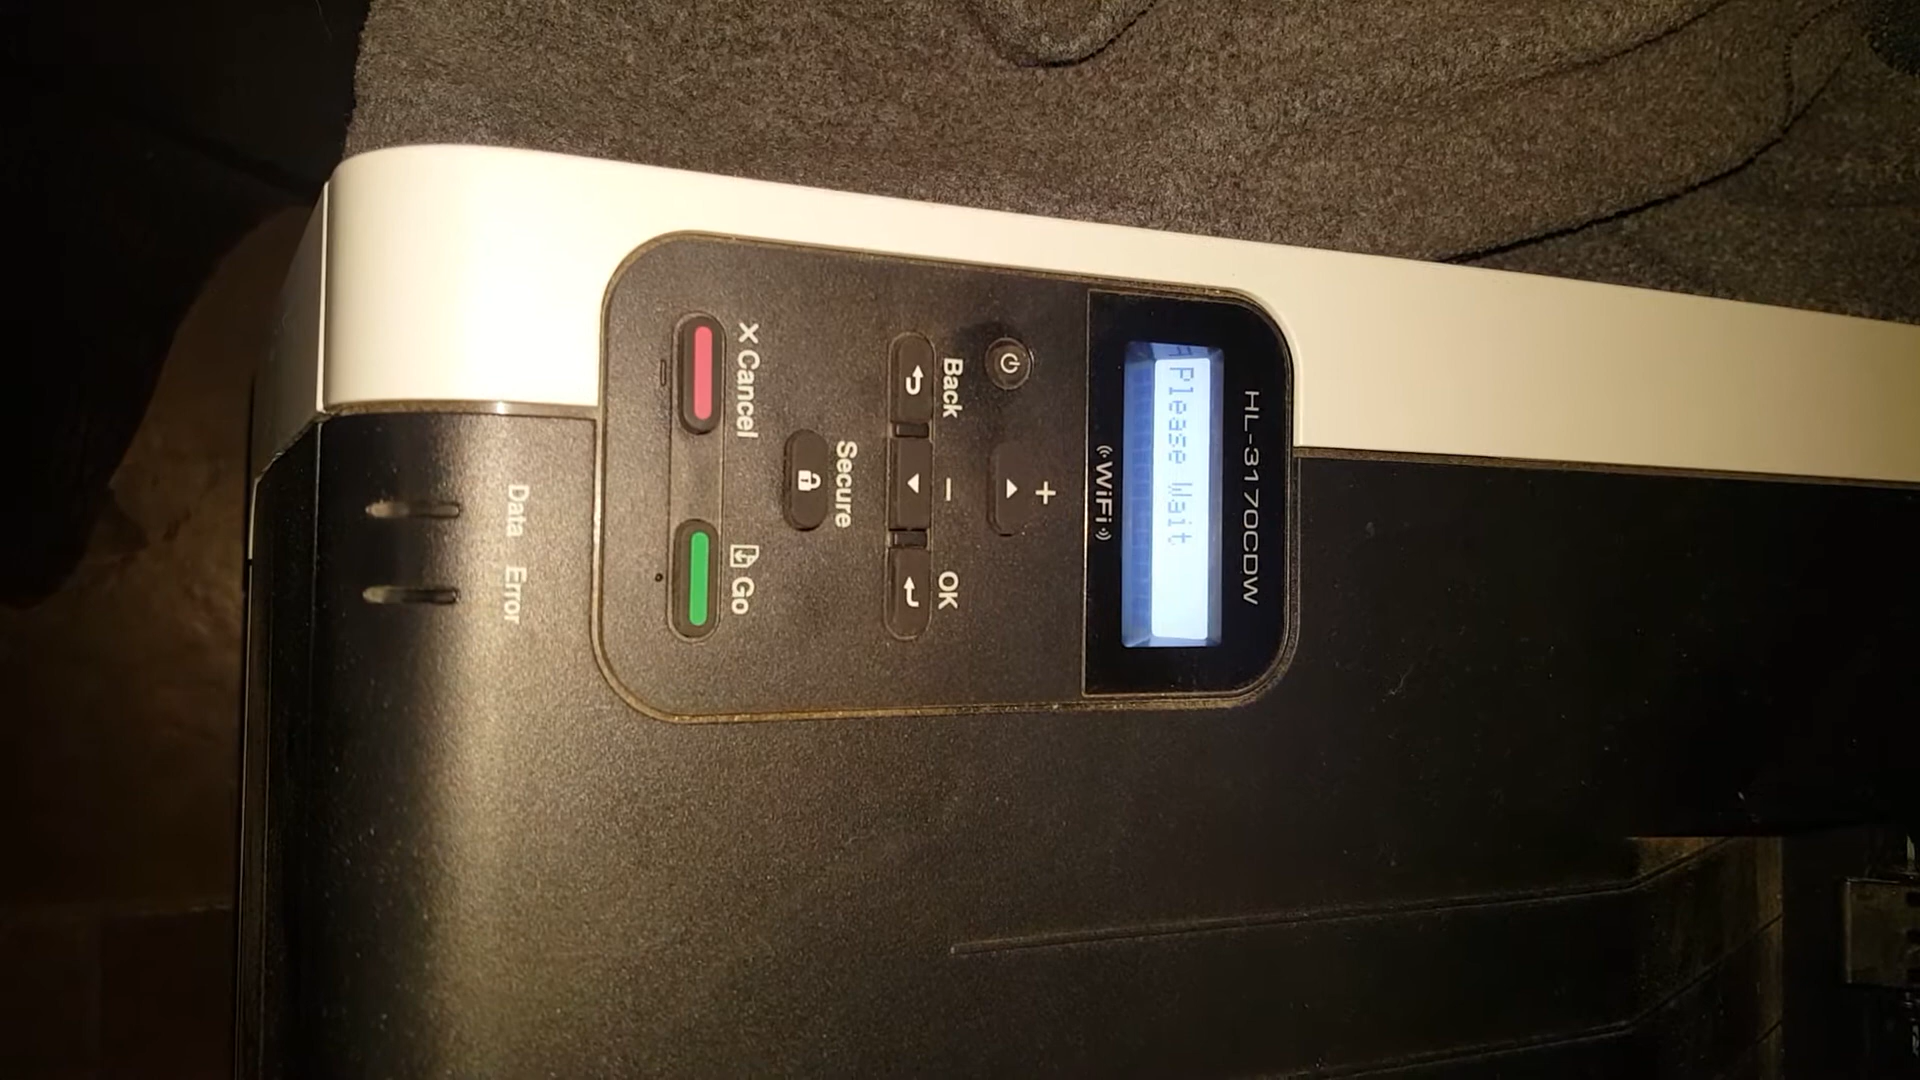 HL-3170CDW
Please Wait
WiFi
+
Back - OK
Secure
X Cancel Go
Data Error